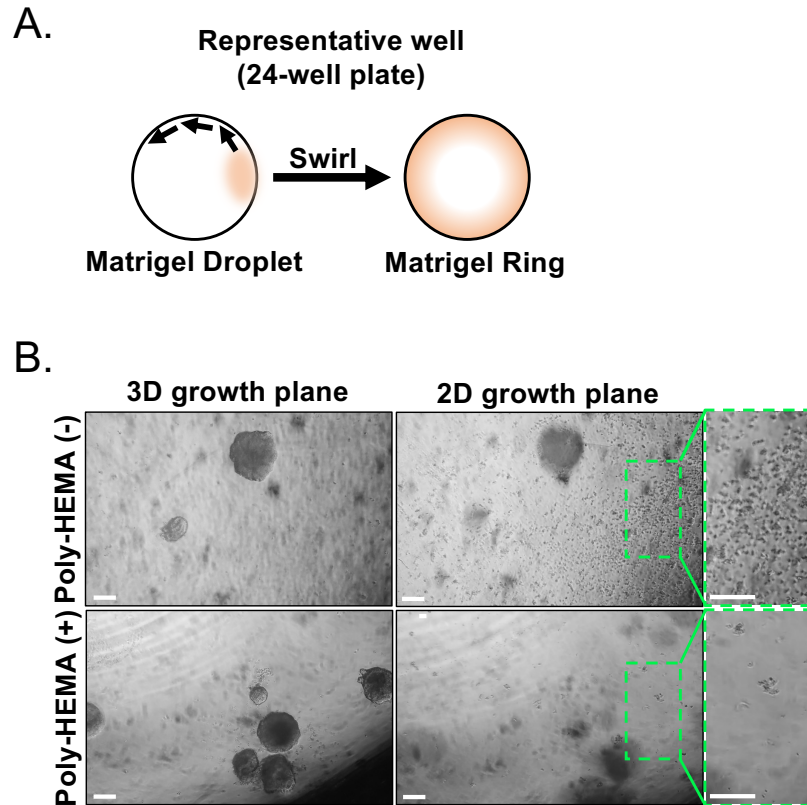 A.
Representative well
(24-well plate)
Swirl
Matrigel Droplet
Matrigel Ring
B.
3D growth plane
2D growth plane
Poly-HEMA (-)
Poly-HEMA (+)